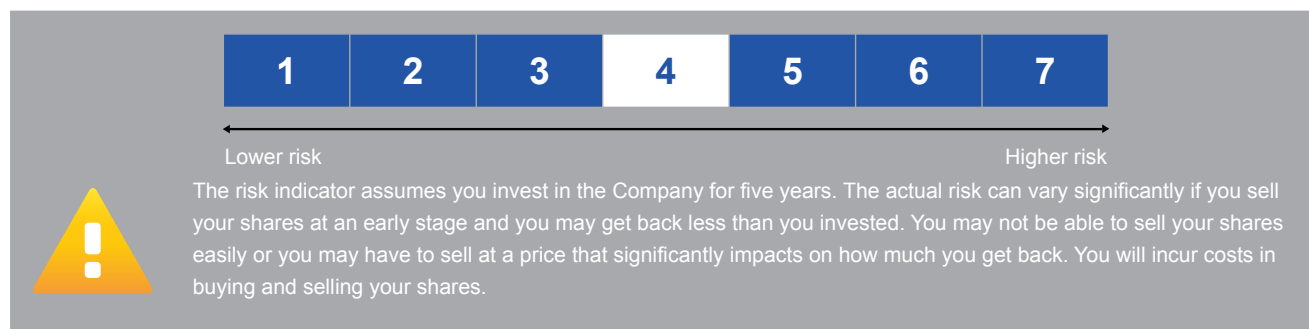 1 2 3 4 5 6 7
Lower risk Higher risk
The risk indicator assumes you invest in the Company for five years. The actual risk can vary significantly if you sell
your shares at an early stage and you may get back less than you invested. You may not be able to sell your shares
easily or you may have to sell at a price that significantly impacts on how much you get back. You will incur costs in
buying and selling your shares.